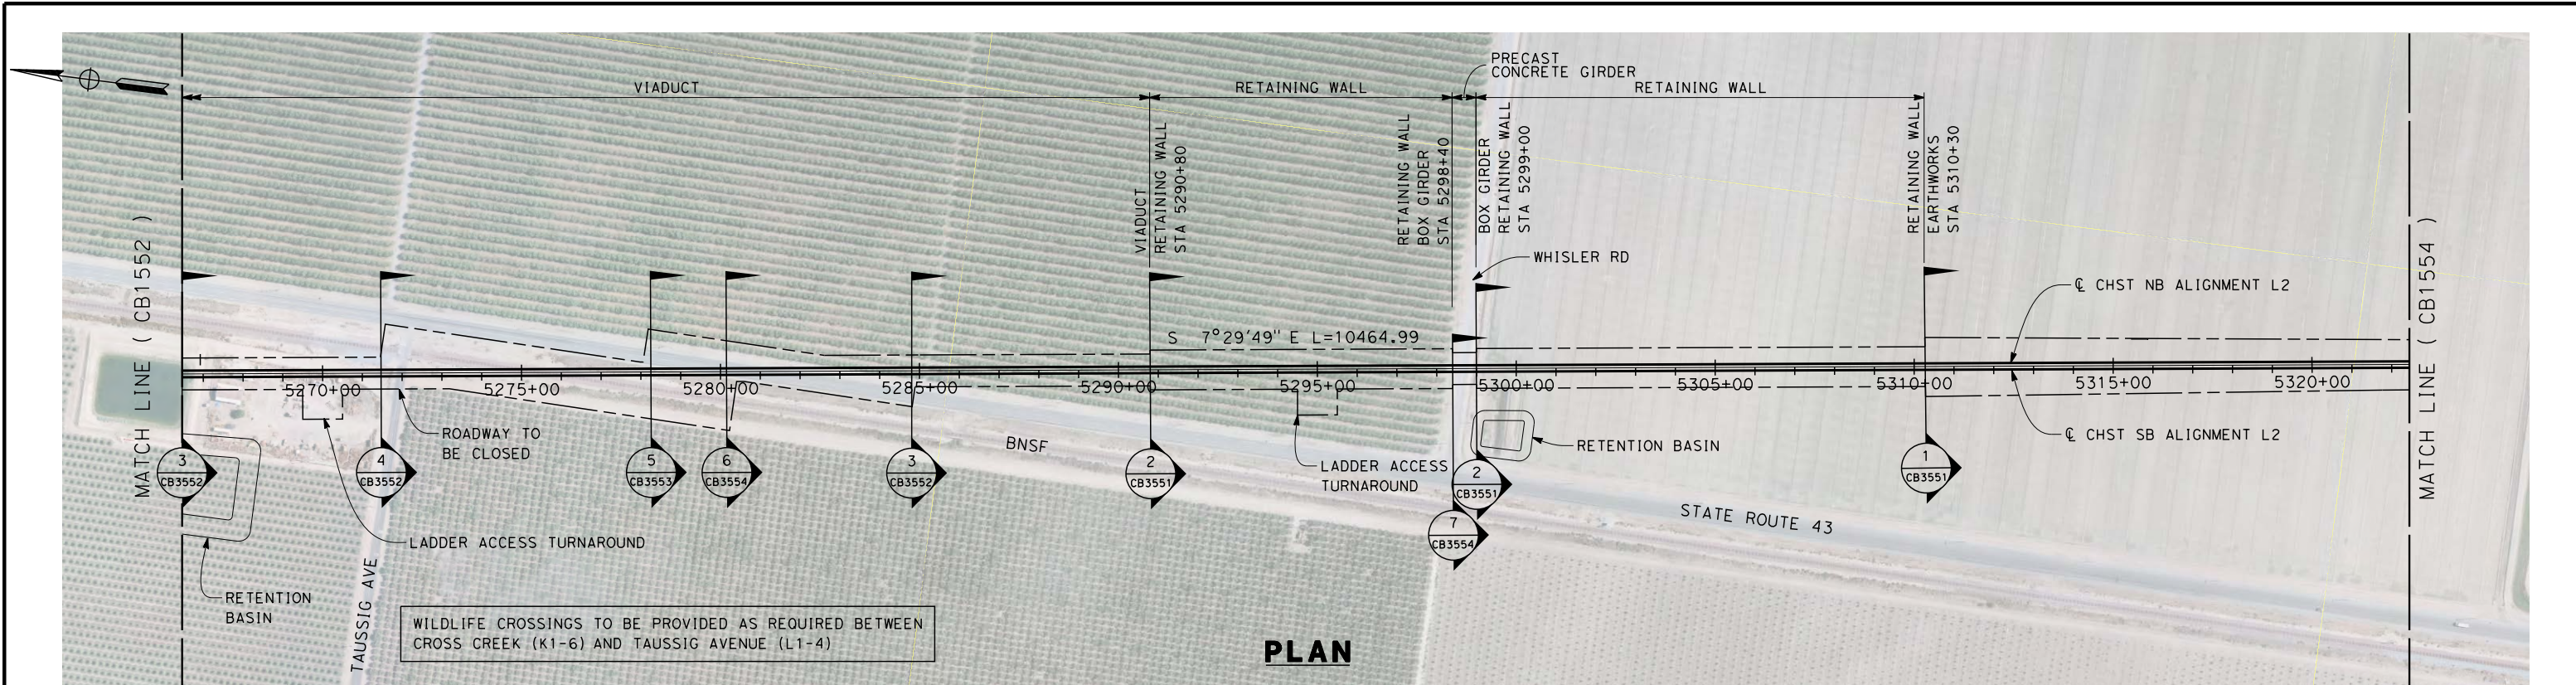 PRECAST
CONCRETE GIRDER
VIADUCT
RETAINING WALL
RETAINING WALL
VIADUCT
RETAINING WALL
STA 5290+80
RETAINING WALL
BOX GIRDER
STA 5298+40
BOX GIRDER
RETAINING WALL
STA 5299+00
RETAINING WALL
EARTHWORKS
STA 5310+30
MATCH LINE ( CB1552 )
MATCH LINE ( CB1554 )
WHISLER RD
℄ CHST NB ALIGNMENT L2
S 7°29'49" E L=10464.99
5270+00
5275+00
5280+00
5285+00
5290+00
5295+00
5300+00
5305+00
5310+00
5315+00
5320+00
ROADWAY TO
BE CLOSED
BNSF
℄ CHST SB ALIGNMENT L2
RETENTION BASIN
LADDER ACCESS
TURNAROUND
3
CB3552
4
CB3552
5
CB3553
6
CB3554
3
CB3552
2
CB3551
2
CB3551
1
CB3551
7
CB3554
STATE ROUTE 43
LADDER ACCESS TURNAROUND
RETENTION
BASIN
TAUSSIG AVE
WILDLIFE CROSSINGS TO BE PROVIDED AS REQUIRED BETWEEN
CROSS CREEK (K1-6) AND TAUSSIG AVENUE (L1-4)
PLAN